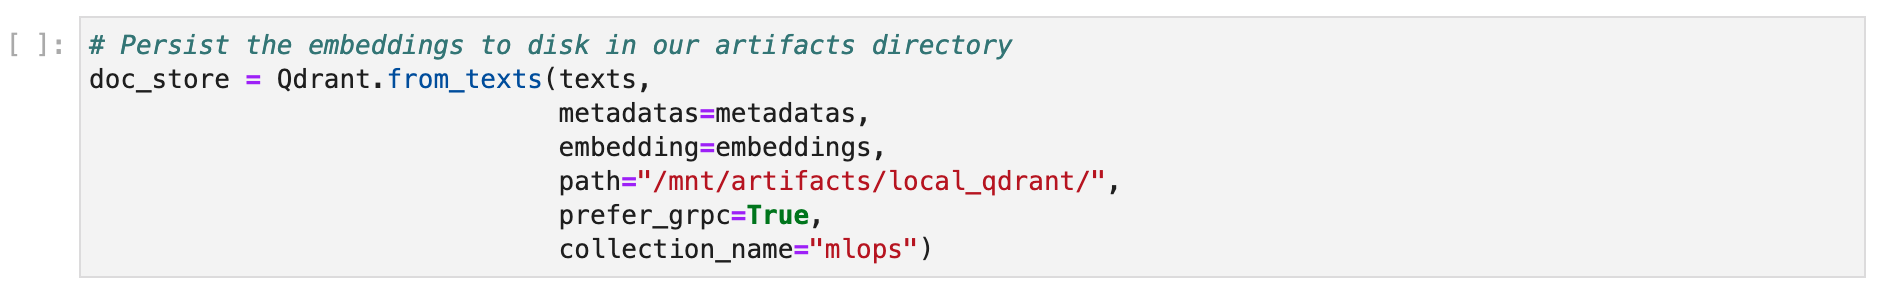 [ ]: # Persist the embeddings to disk in our artifacts directory
doc_store = Qdrant.from_texts(texts,
metadatas=metadatas,
embedding=embeddings,
path="/mnt/artifacts/local_qdrant/",
prefer_grpc=True,
collection_name="mlops")